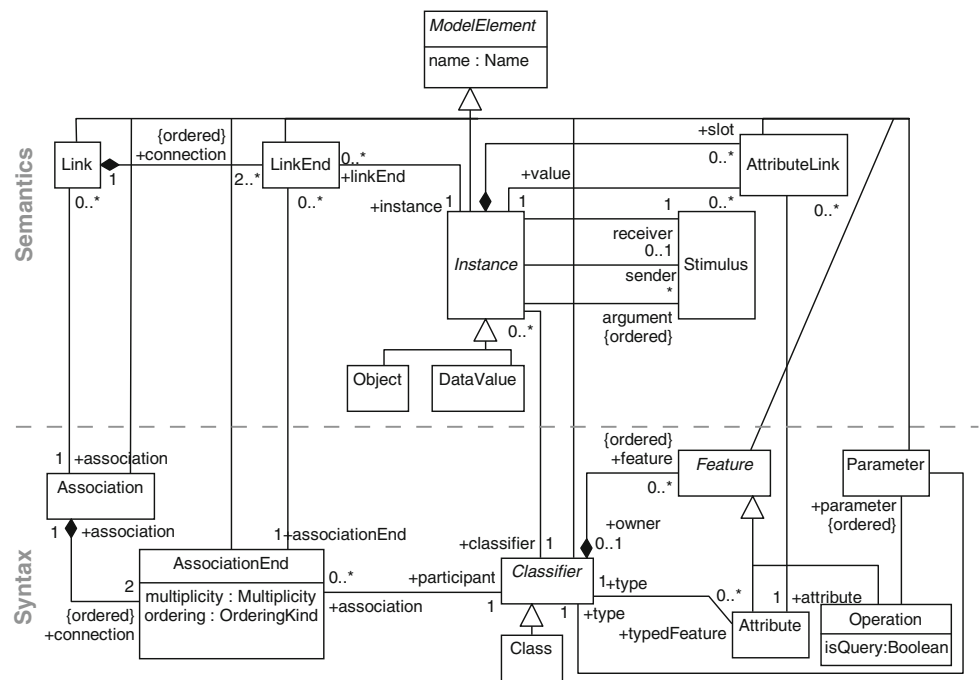 ModelElement
name : Name
Semantics
Link
{ordered}
+connection
1
2..*
LinkEnd
0..*
+linkEnd
+slot
0..*
AttributeLink
+value
0..*
0..*
0..*
0..*
1
+instance
1
1
receiver
0..1
Instance
Stimulus
sender
*
argument
{ordered}
0..*
Object
DataValue
Syntax
1
+association
Association
1
+association
{ordered}
+feature
0..*
Feature
Parameter
+parameter
{ordered}
1
+associationEnd
+classifier
1
+owner
0..1
AssociationEnd
multiplicity : Multiplicity
ordering : OrderingKind
2
{ordered}
+connection
0..*
+participant
+association
1
Classifier
1
+type
1
+type
0..*
+typedFeature
1
+attribute
Attribute
Operation
isQuery:Boolean
Class